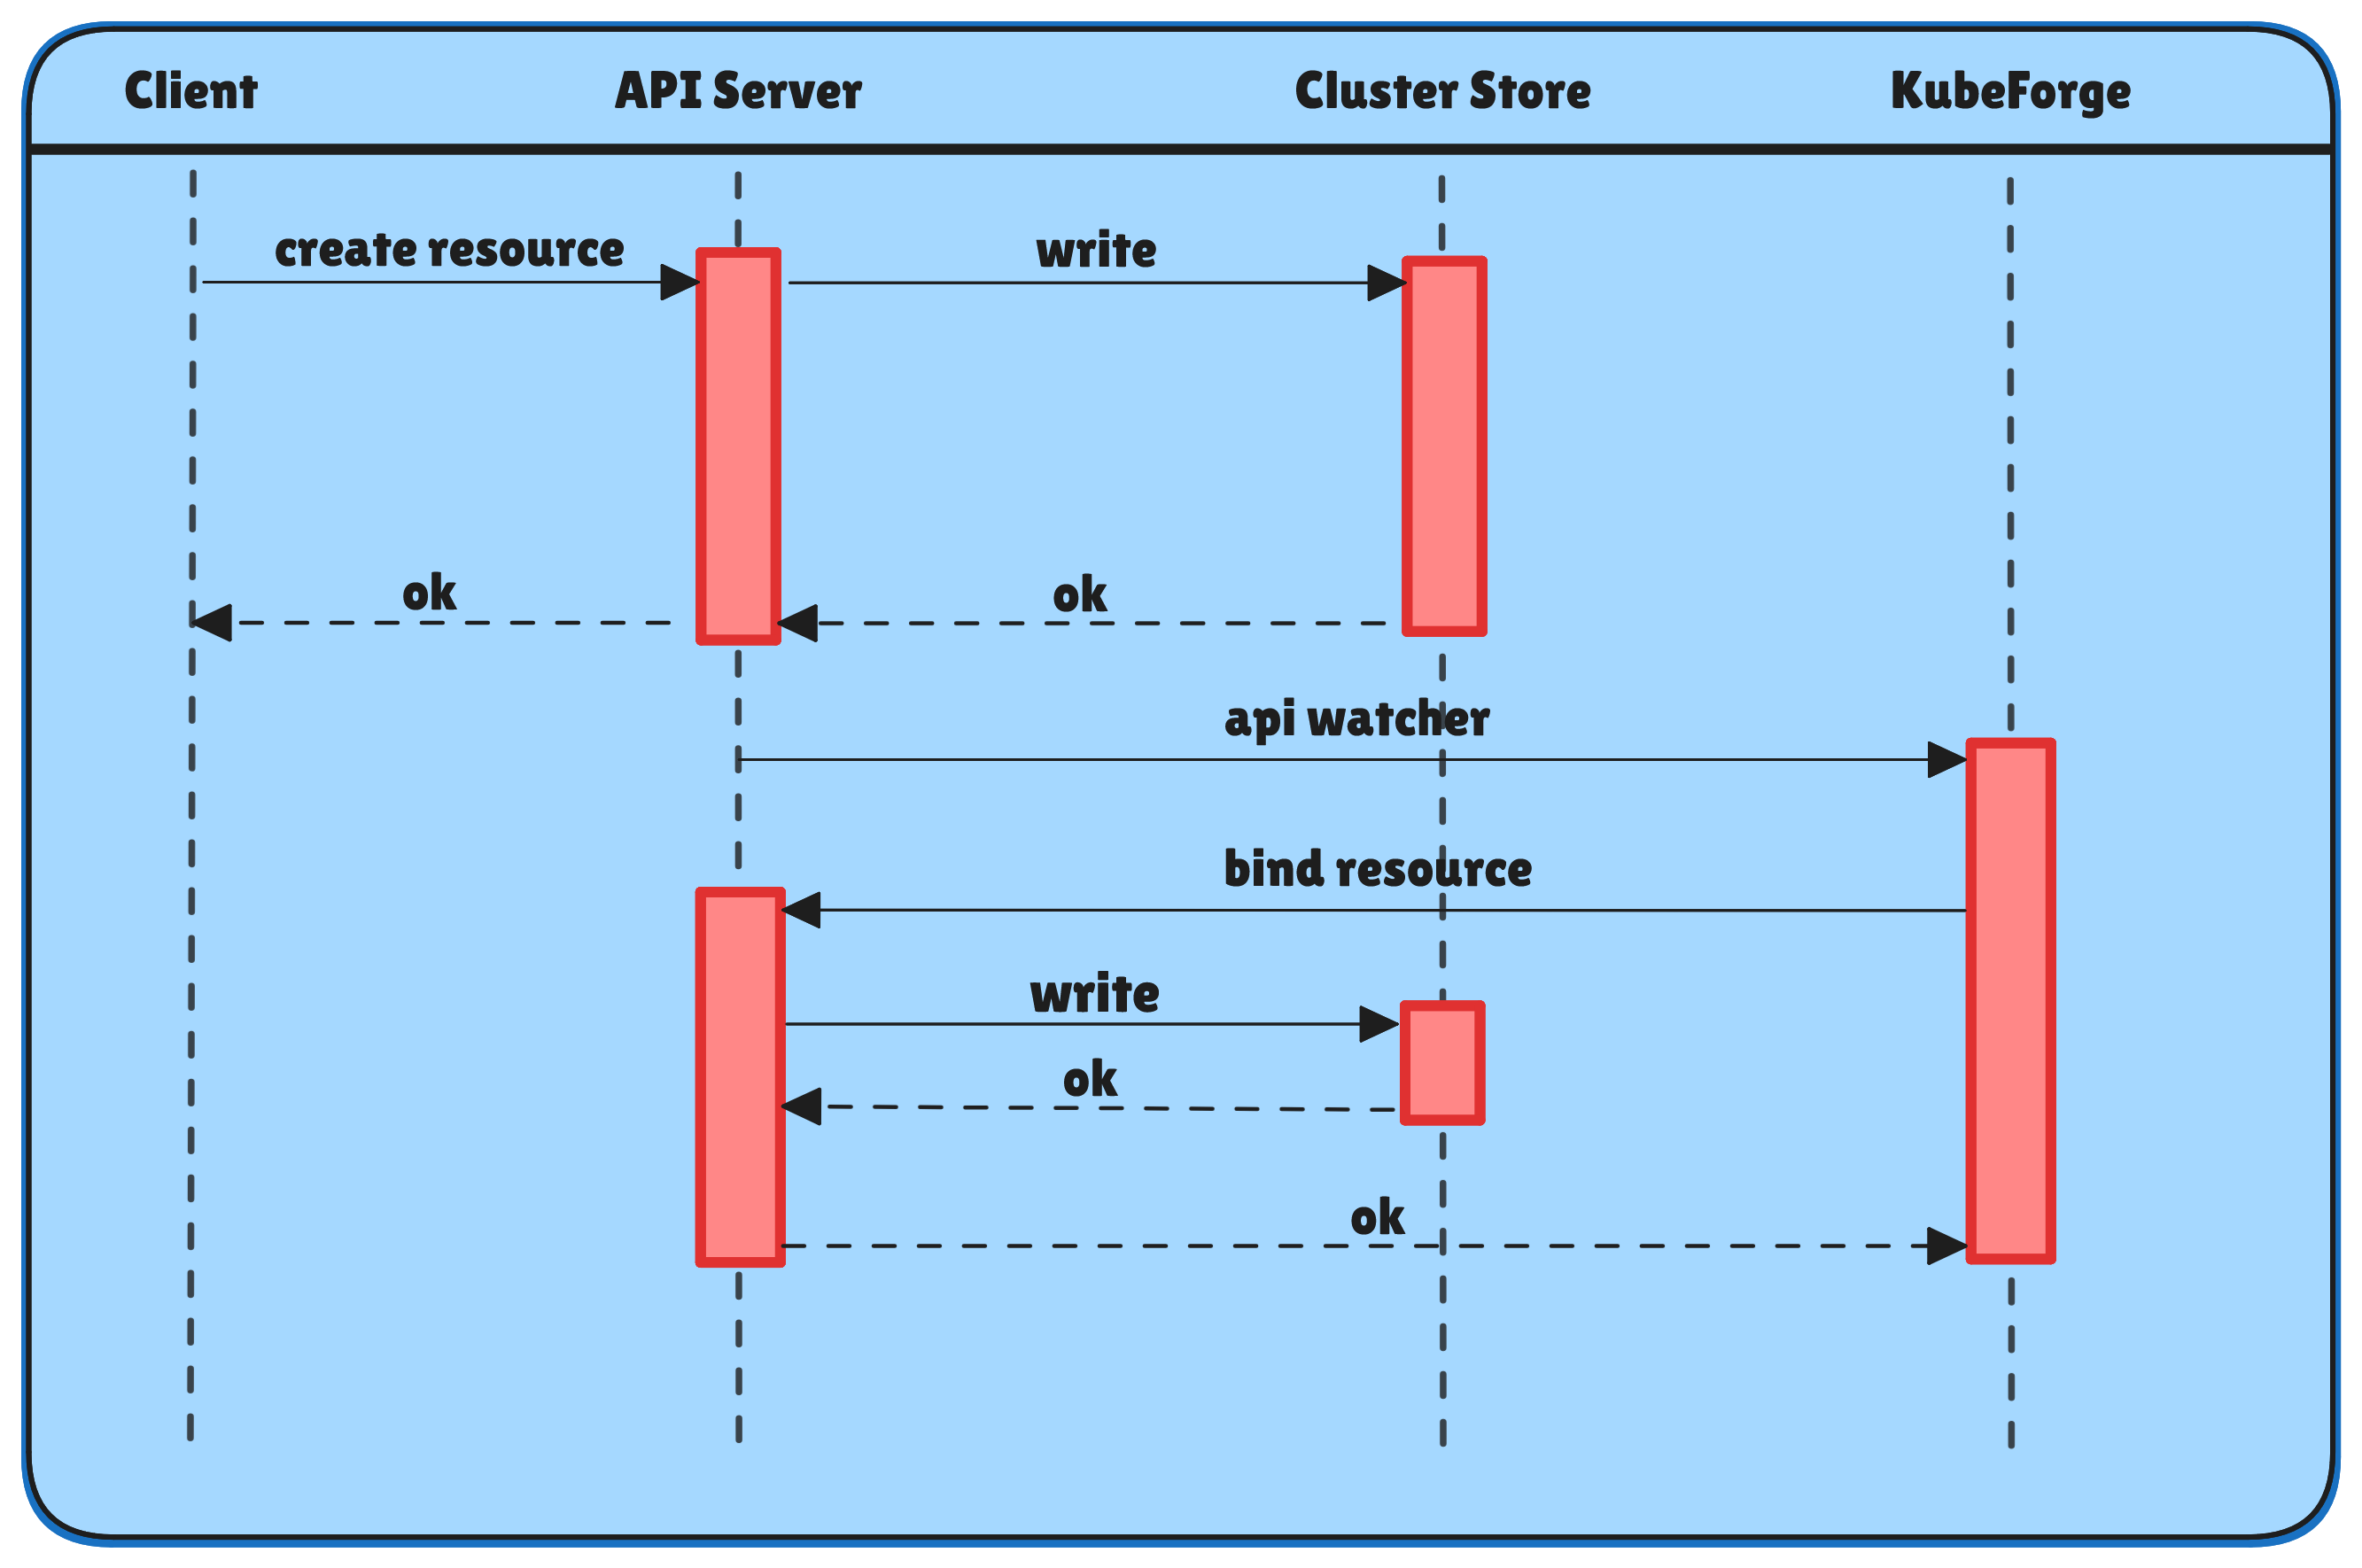 Client
API Server
Cluster Store
KubeForge
create resource
write
ok
ok
api watcher
bind resource
write
ok
ok